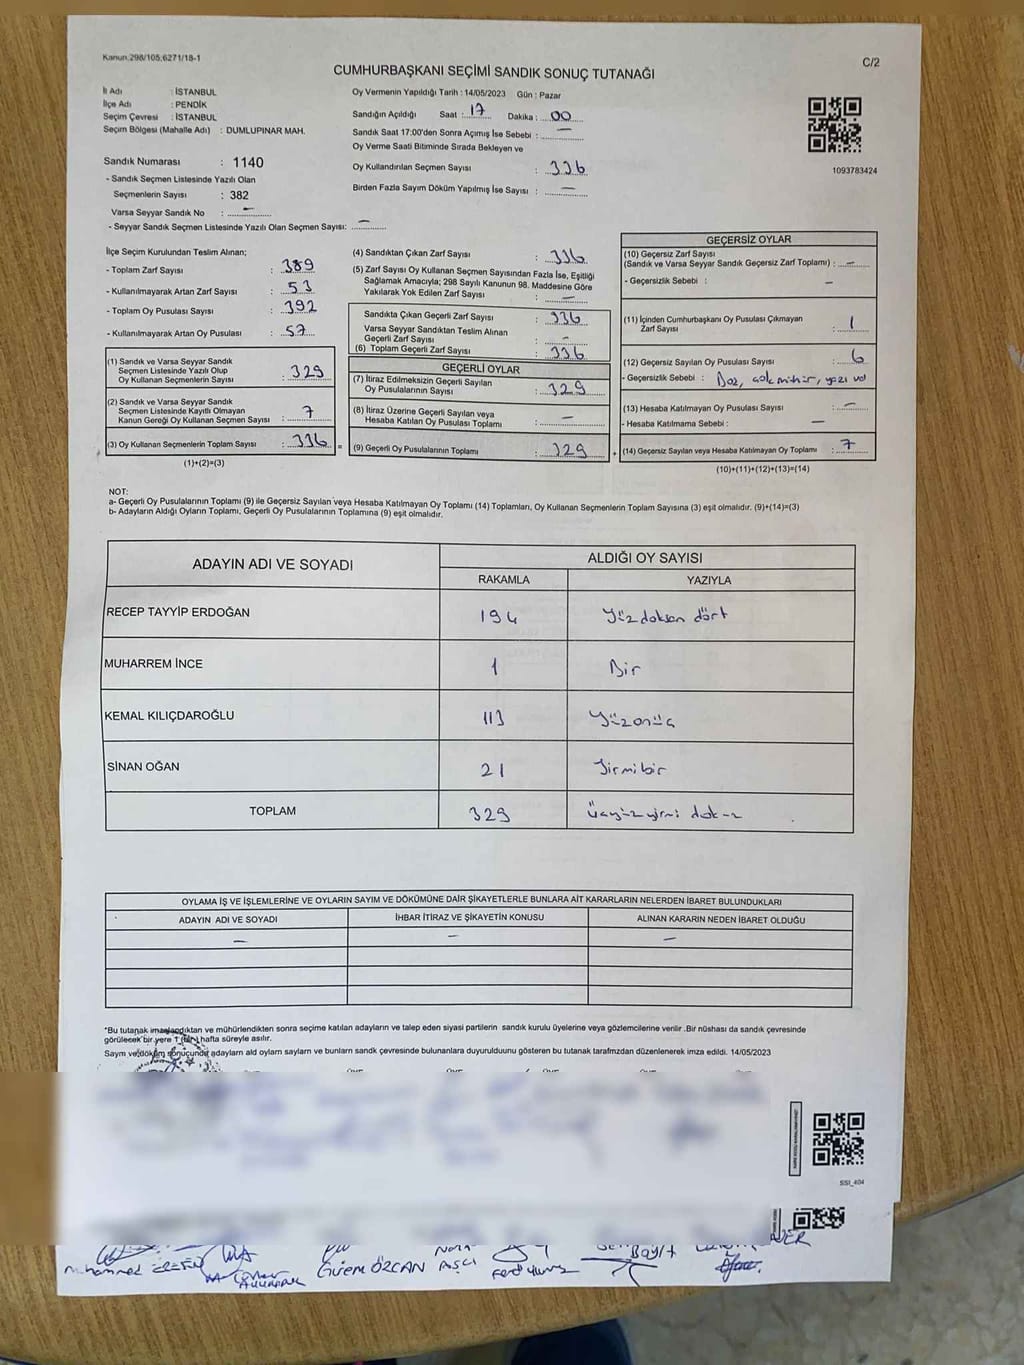 Kanun.298/105,6271/18-1
C/2
CUMHURBAŞKANI SEÇİMİ SANDIK SONUÇ TUTANAĞI
İl Adı : İSTANBUL
İlçe Adı : PENDİK
Seçim Çevresi : İSTANBUL
Seçim Bölgesi (Mahalle Adı) : DUMLUPINAR MAH.
Sandık Numarası : 1140
- Sandık Seçmen Listesinde Yazılı Olan
Seçmenlerin Sayısı : 382
Varsa Seyyar Sandık No : –
- Seyyar Sandık Seçmen Listesinde Yazılı Olan Seçmen Sayısı: –
Oy Vermenin Yapıldığı Tarih : 14/05/2023 Gün : Pazar
Sandığın Açıldığı Saat : 17 Dakika : 00
Sandık Saat 17:00'den Sonra Açımış İse Sebebi : –
Oy Verme Saati Bitiminde Sırada Bekleyen ve
Oy Kullandırılan Seçmen Sayısı : 336
Birden Fazla Sayım Döküm Yapılmış İse Sayısı : –
1093783424
İlçe Seçim Kurulundan Teslim Alınan;
- Toplam Zarf Sayısı : 389
- Kullanılmayarak Artan Zarf Sayısı : 53
- Toplam Oy Pusulası Sayısı : 392
- Kullanılmayarak Artan Oy Pusulası : 57
(1) Sandık ve Varsa Seyyar Sandık
Seçmen Listesinde Yazılı Olup
Oy Kullanan Seçmenlerin Sayısı : 329
(2) Sandık ve Varsa Seyyar Sandık
Seçmen Listesinde Kayıtlı Olmayan
Kanun Gereği Oy Kullanan Seçmen Sayısı : 7
(3) Oy Kullanan Seçmenlerin Toplam Sayısı : 336 =
(1)+(2)=(3)
(4) Sandıktan Çıkan Zarf Sayısı : 336
(5) Zarf Sayısı Oy Kullanan Seçmen Sayısından Fazla İse, Eşitliği
Sağlamak Amacıyla; 298 Sayılı Kanunun 98. Maddesine Göre
Yakılarak Yok Edilen Zarf Sayısı : –
Sandıkta Çıkan Geçerli Zarf Sayısı : 336
Varsa Seyyar Sandıktan Teslim Alınan
Geçerli Zarf Sayısı : –
(6) Toplam Geçerli Zarf Sayısı : 336
GEÇERLİ OYLAR
(7) İtiraz Edilmeksizin Geçerli Sayılan
Oy Pusulalarının Sayısı : 329
(8) İtiraz Üzerine Geçerli Sayılan veya
Hesaba Katılan Oy Pusulası Toplamı : –
(9) Geçerli Oy Pusulalarının Toplamı : 329 +
GEÇERSİZ OYLAR
(10) Geçersiz Zarf Sayısı
(Sandık ve Varsa Seyyar Sandık Geçersiz Zarf Toplamı) : –
- Geçersizlik Sebebi : –
(11) İçinden Cumhurbaşkanı Oy Pusulası Çıkmayan
Zarf Sayısı : 1
(12) Geçersiz Sayılan Oy Pusulası Sayısı : 6
- Geçersizlik Sebebi : Boş, çok mühür, yazı
(13) Hesaba Katılmayan Oy Pusulası Sayısı : –
- Hesaba Katılmama Sebebi : –
(14) Geçersiz Sayılan veya Hesaba Katılmayan Oy Toplamı : 7
(10)+(11)+(12)+(13)=(14)
NOT:
a- Geçerli Oy Pusulalarının Toplamı (9) ile Geçersiz Sayılan veya Hesaba Katılmayan Oy Toplamı (14) Toplamları, Oy Kullanan Seçmenlerin Toplam Sayısına (3) eşit olmalıdır. (9)+(14)=(3)
b- Adayların Aldığı Oyların Toplamı, Geçerli Oy Pusulalarının Toplamına (9) eşit olmalıdır.
ADAYIN ADI VE SOYADI ALDIĞI OY SAYISI
RAKAMLA YAZIYLA
RECEP TAYYİP ERDOĞAN 194 Yüzdoksan dört
MUHARREM İNCE 1 Bir
KEMAL KILIÇDAROĞLU 113 Yüzonüç
SİNAN OĞAN 21 Yirmibir
TOPLAM 329 Üçyüzyirmi dokuz
OYLAMA İŞ VE İŞLEMLERİNE VE OYLARIN SAYIM VE DÖKÜMÜNE DAİR ŞİKAYETLERLE BUNLARA AİT KARARLARIN NELERDEN İBARET BULUNDUKLARI
ADAYIN ADI VE SOYADI İHBAR İTİRAZ VE ŞİKAYETİN KONUSU ALINAN KARARIN NEDEN İBARET OLDUĞU
– – –
*Bu tutanak imzalandıktan ve mühürlendikten sonra seçime katılan adayların ve talep eden siyasi partilerin sandık kurulu üyelerine veya gözlemcilerine verilir .Bir nüshası da sandık çevresinde
görülecek bir yere 1 (Bir) hafta süreyle asılır.
Sayım ve döküm sonucunda adayların ald oyların sayıları ve bunların sandk çevresinde bulunanlara duyurulduunu gösteren bu tutanak tarafmzdan düzenlenerek imza edildi. 14/05/2023
SSI_404
Muhammed
Gürem ÖZCAN
AŞCI